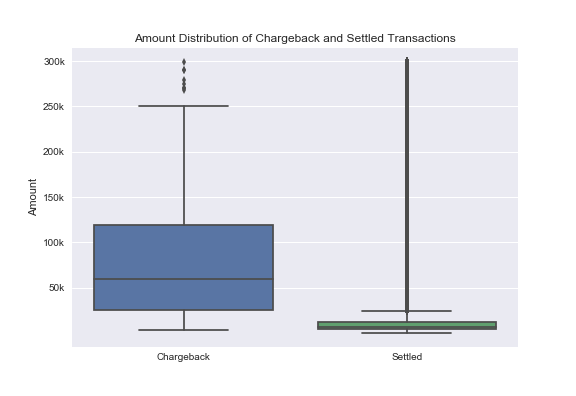 Amount Distribution of Chargeback and Settled Transactions
300k
250k
200k
150k
100k
50k
Amount
Chargeback Settled